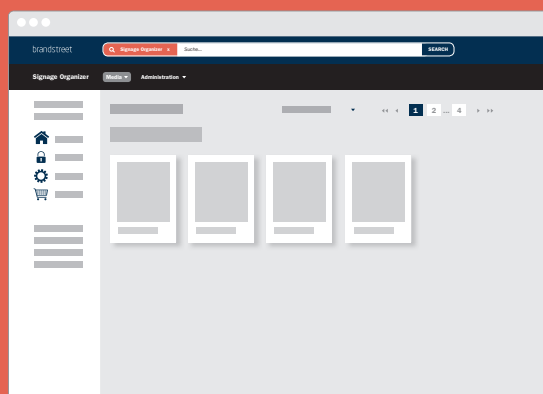 brandstreet
Signage Organizer x Suche... SEARCH
Signage Organizer Media Administration
1 2 ... 4